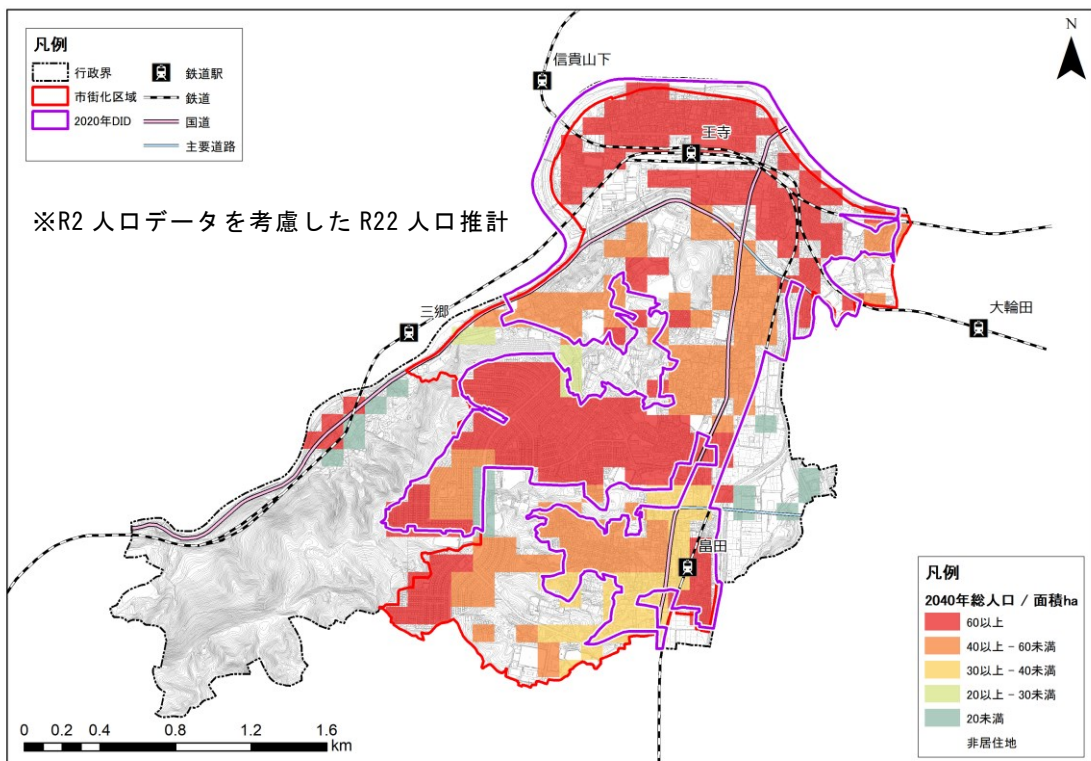 凡例
行政界
鉄道駅
市街化区域
鉄道
2020年DID
国道
主要道路
※R2 人口データを考慮した R22 人口推計
N
信貴山下
王寺
三郷
大輪田
畠田
凡例
2040年総人口 / 面積ha
60以上
40以上 - 60未満
30以上 - 40未満
20以上 - 30未満
20未満
非居住地
0 0.2 0.4 0.8 1.2 1.6
km